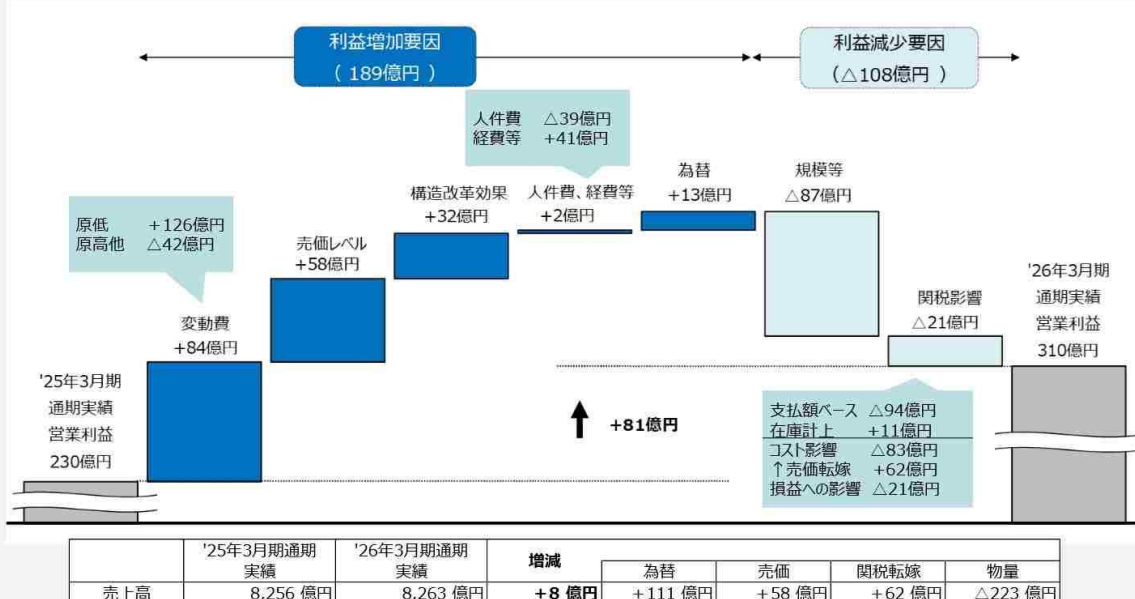 利益増加要因
( 189億円 )
利益減少要因
(△108億円 )
人件費 △39億円
経費等 +41億円
原低 +126億円
原高他 △42億円
変動費
+84億円
売価レベル
+58億円
構造改革効果
+32億円
人件費、経費等
+2億円
為替
+13億円
規模等
△87億円
関税影響
△21億円
'25年3月期
通期実績
営業利益
230億円
+81億円
支払額ベース △94億円
在庫計上 +11億円
コスト影響 △83億円
↑売価転嫁 +62億円
損益への影響 △21億円
'26年3月期
通期実績
営業利益
310億円
'25年3月期通期
実績
'26年3月期通期
実績
増減
為替 売価 関税転嫁 物量
売上高 8,256 億円 8,263 億円 +8 億円 +111 億円 +58 億円 +62 億円 △223 億円